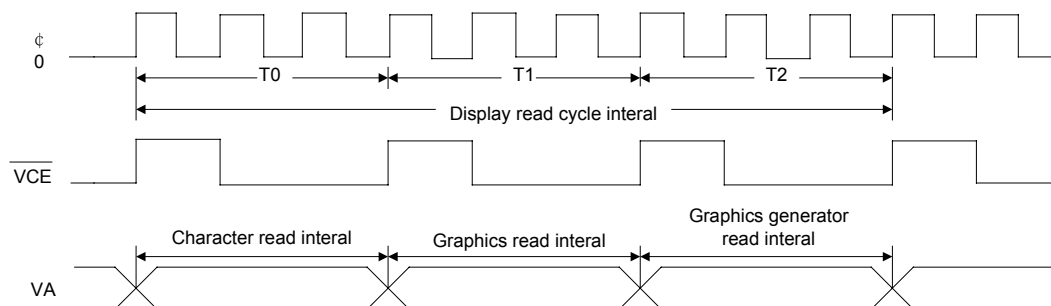 ¢
0
T0
T1
T2
Display read cycle interal
VCE
Graphics generator
read interal
Character read interal
Graphics read interal
VA